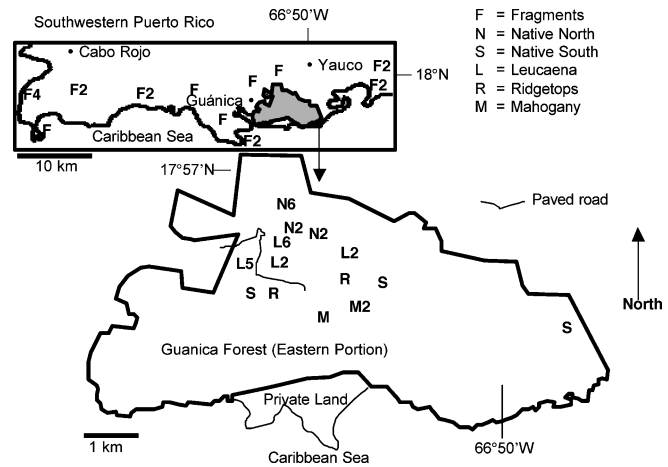 Southwestern Puerto Rico
66°50'W
F = Fragments
N = Native North
S = Native South
L = Leucaena
R = Ridgetops
M = Mahogany
Cabo Rojo
Yauco
F2
18°N
F
F
F4
F2
F2
F
F2
Guánica
F
F
Caribbean Sea
F2
10 km
17°57'N
Paved road
N6
N2
N2
L6
L2
L5
L2
R
S
S
R
M2
M
S
North
Guanica Forest (Eastern Portion)
Private Land
1 km
66°50'W
Caribbean Sea